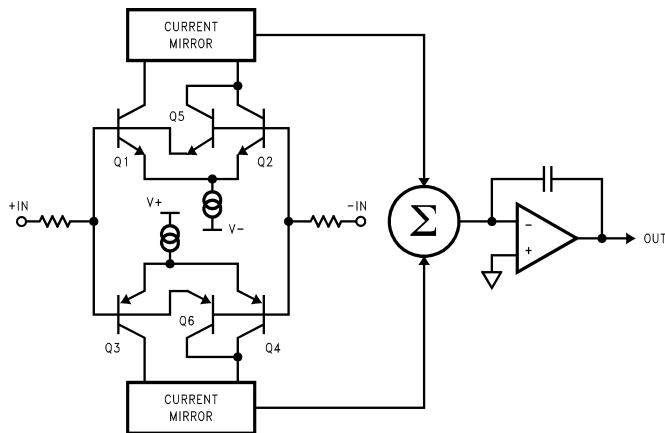 CURRENT
MIRROR
Q5
Q1
Q2
+IN
V+
V−
−IN
Σ
−
+
OUT
Q6
Q3
Q4
CURRENT
MIRROR